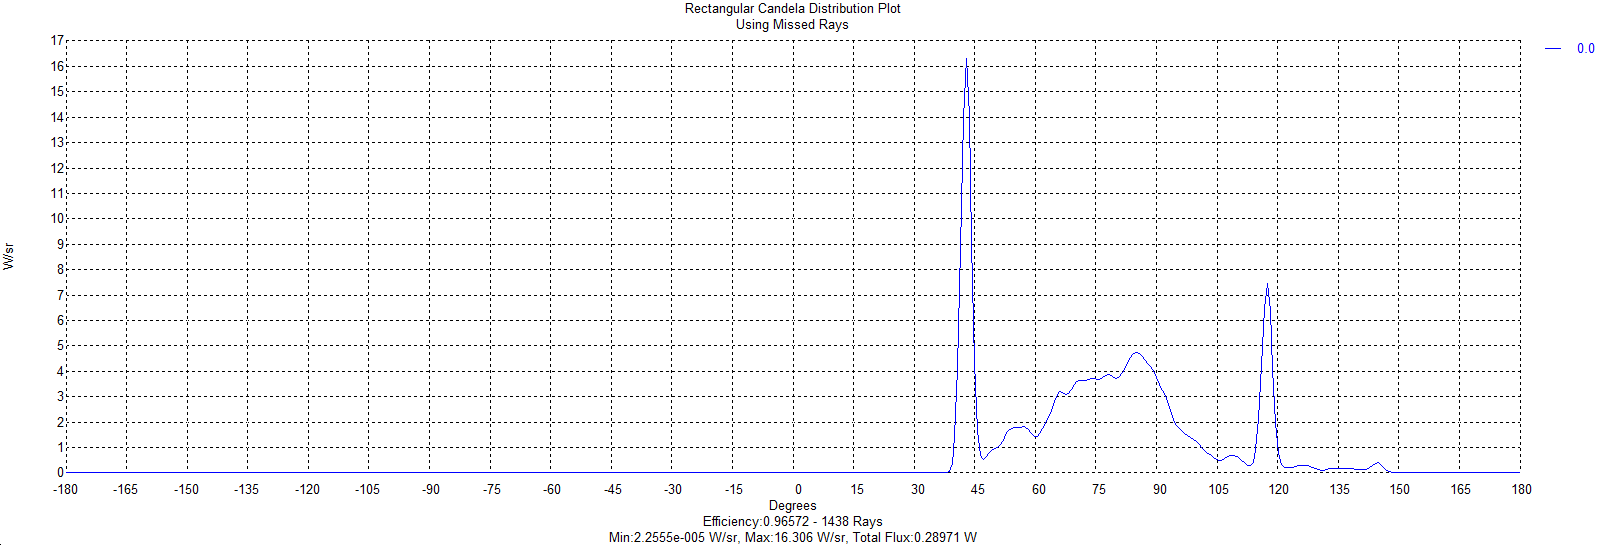 Rectangular Candela Distribution Plot
Using Missed Rays
0.0
17
16
15
14
13
12
11
10
9
8
7
6
5
4
3
2
1
0
W/sr
-180 -165 -150 -135 -120 -105 -90 -75 -60 -45 -30 -15 0 15 30 45 60 75 90 105 120 135 150 165 180
Degrees
Efficiency:0.96572 - 1438 Rays
Min:2.2555e-005 W/sr, Max:16.306 W/sr, Total Flux:0.28971 W